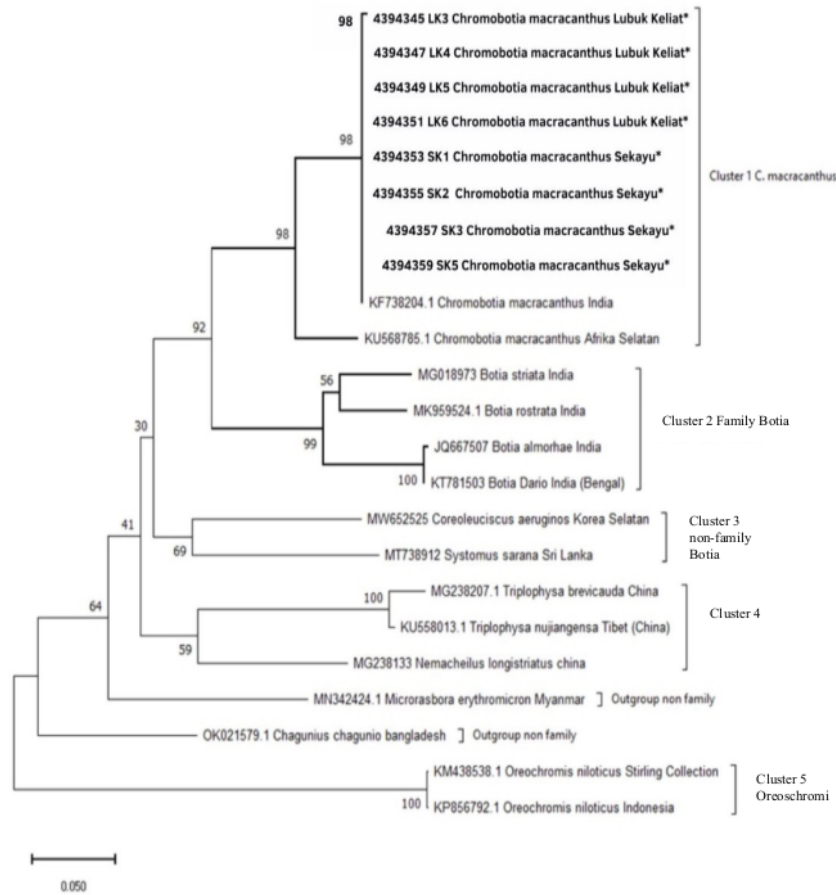 98
4394345 LK3 Chromobotia macracanthus Lubuk Keliat*
4394347 LK4 Chromobotia macracanthus Lubuk Keliat*
4394349 LK5 Chromobotia macracanthus Lubuk Keliat*
4394351 LK6 Chromobotia macracanthus Lubuk Keliat*
98
4394353 SK1 Chromobotia macracanthus Sekayu*
Cluster 1 C. macracanthus
4394355 SK2 Chromobotia macracanthus Sekayu*
4394357 SK3 Chromobotia macracanthus Sekayu*
98
4394359 SK5 Chromobotia macracanthus Sekayu*
KF738204.1 Chromobotia macracanthus India
92
KU568785.1 Chromobotia macracanthus Afrika Selatan
56
MG018973 Botia striata India
MK959524.1 Botia rostrata India
Cluster 2 Family Botia
30
99
JQ667507 Botia almorhae India
100
KT781503 Botia Dario India (Bengal)
41
MW652525 Coreoleuciscus aeruginos Korea Selatan
Cluster 3
non-family
Botia
69
MT738912 Systomus sarana Sri Lanka
100
MG238207.1 Triplophysa brevicauda China
64
KU558013.1 Triplophysa nujiangensa Tibet (China)
Cluster 4
59
MG238133 Nemacheilus longistriatus china
MN342424.1 Microrasbora erythromicron Myanmar
Outgroup non family
OK021579.1 Chagunius chagunio bangladesh
Outgroup non family
KM438538.1 Oreochromis niloticus Stirling Collection
Cluster 5
Oreoschromi
100
KP856792.1 Oreochromis niloticus Indonesia
0.050